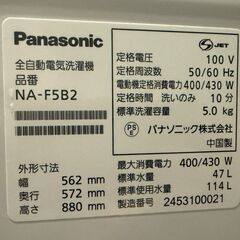 Panasonic
全自動電気洗濯機
品番
NA-F5B2
外形寸法
幅 562 mm
奥行 572 mm
高さ 880 mm
JET
定格電圧 100 V
定格周波数 50/60 Hz
電動機定格消費電力 400/430 W
定格時間 洗いのみ 10 分
標準洗濯・脱水容量 5.0 kg
PS
E
パナソニック株式会社
中国製
最大消費電力 400/430 W
標準水量 47 L
標準使用水量 114 L
製造番号 2453100021